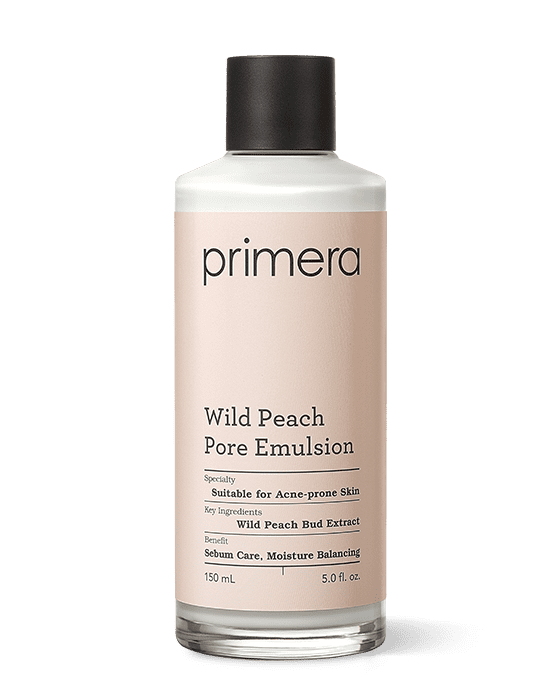 primera
Wild Peach
Pore Emulsion
Specialty
Suitable for Acne-prone Skin
Key Ingredients
Wild Peach Bud Extract
Benefit
Sebum Care, Moisture Balancing
150 mL 5.0 fl. oz.